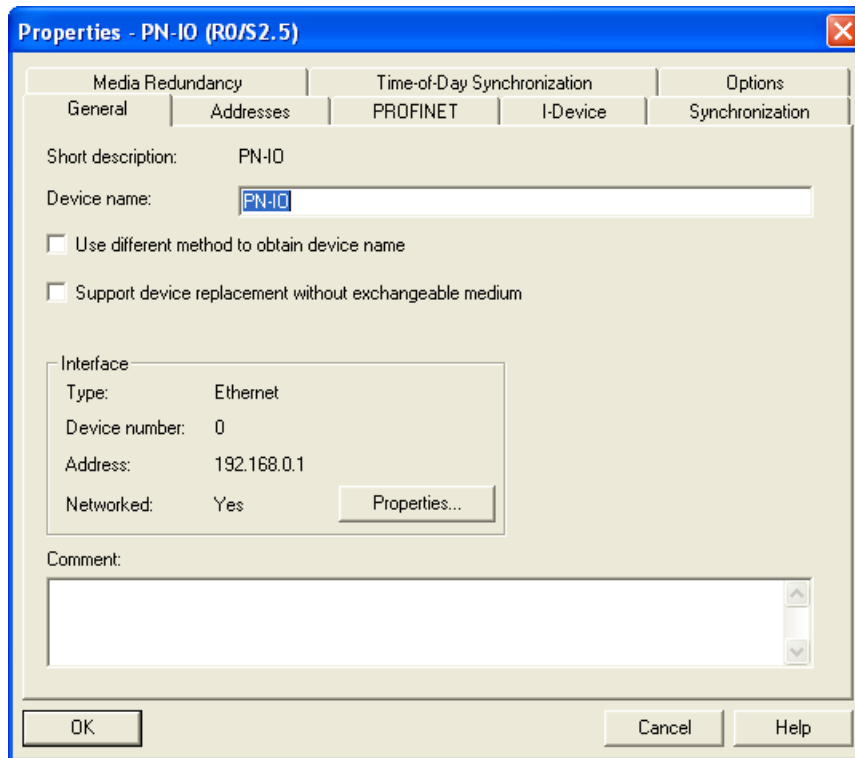 Properties - PN-IO (R0/S2.5)
Media Redundancy Time-of-Day Synchronization Options
General Addresses PROFINET I-Device Synchronization
Short description: PN-IO
Device name: PN-IO
Use different method to obtain device name
Support device replacement without exchangeable medium
Interface
Type: Ethernet
Device number: 0
Address: 192.168.0.1
Networked: Yes Properties...
Comment:
OK Cancel Help